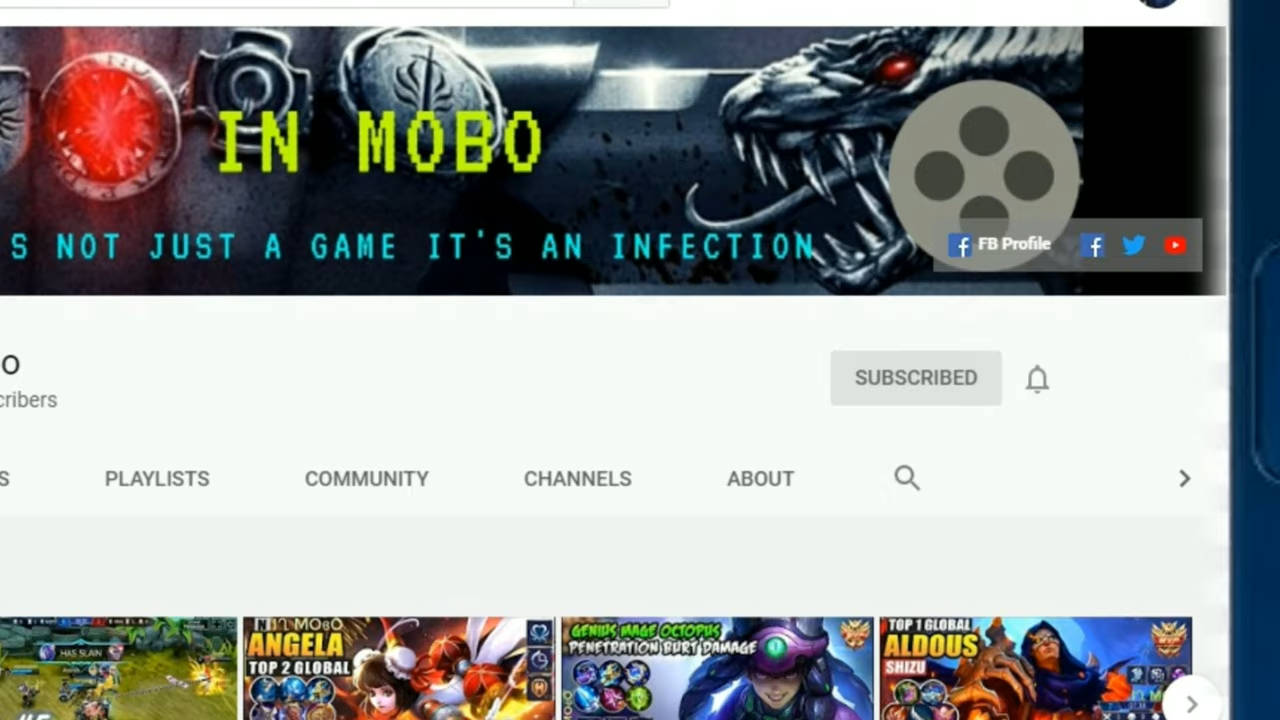 IN MOBO
S NOT JUST A GAME IT'S AN INFECTION
FB Profile
SUBSCRIBED
cribers
PLAYLISTS
COMMUNITY
CHANNELS
ABOUT
HAS SLAIN
ANGELA
TOP 2 GLOBAL
GENIUS MAGE OCTOPUS
PENETRATION BURT DAMAGE
TOP 1 GLOBAL
ALDOUS
SHIZU